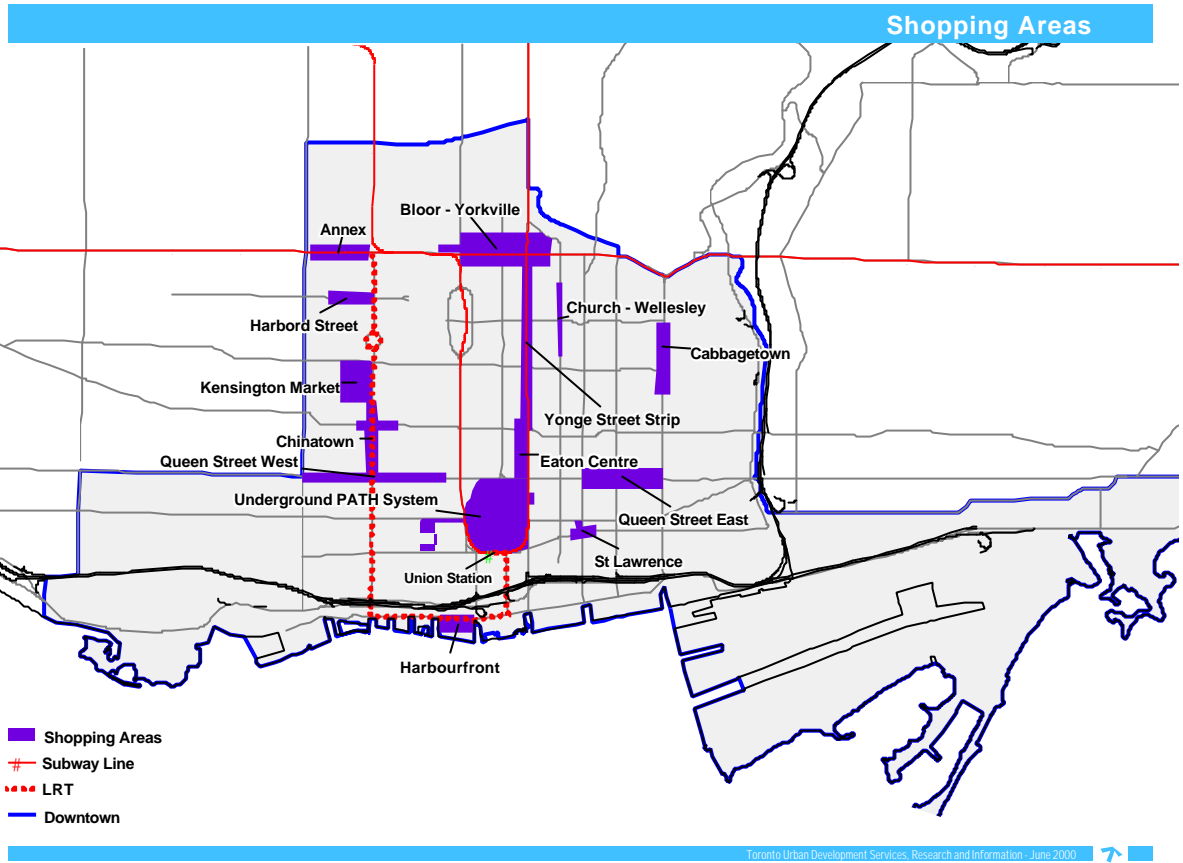 Shopping Areas
Bloor - Yorkville
Annex
Church - Wellesley
Harbord Street
Cabbagetown
Kensington Market
Yonge Street Strip
Chinatown
Queen Street West
Eaton Centre
Underground PATH System
Queen Street East
St Lawrence
Union Station
Harbourfront
Shopping Areas
Subway Line
LRT
Downtown
Toronto Urban Development Services, Research and Information - June 2000